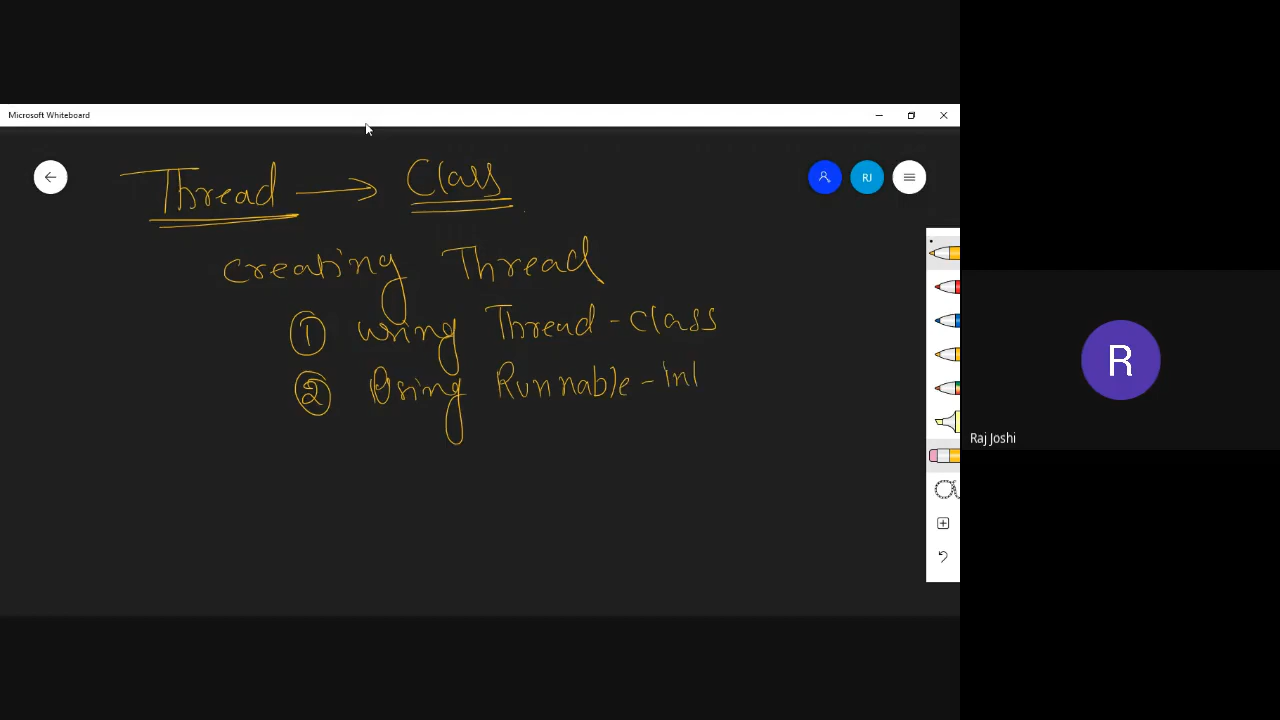 Microsoft Whiteboard
Thread → Class
RJ
creating Thread
① using Thread-class
② Using Runnable-inl
R
Raj Joshi